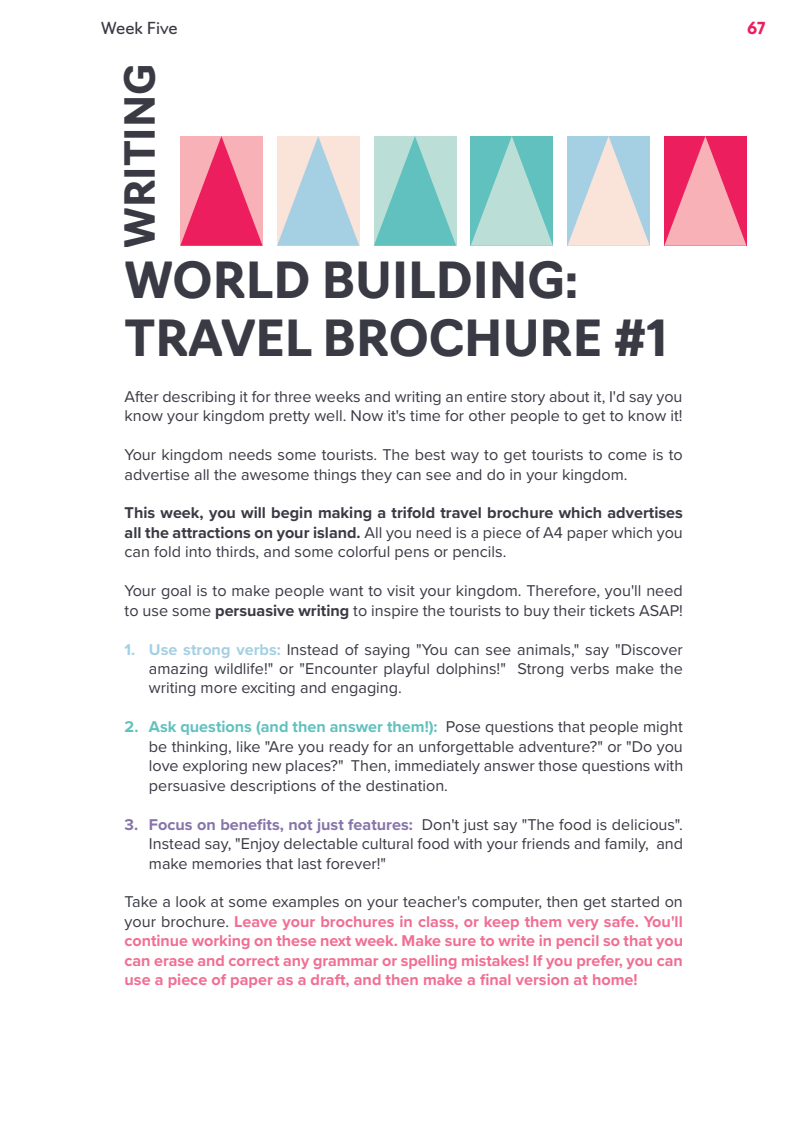 Week Five
67
WRITING
WORLD BUILDING:
TRAVEL BROCHURE #1
After describing it for three weeks and writing an entire story about it, I'd say you
know your kingdom pretty well. Now it's time for other people to get to know it!
Your kingdom needs some tourists. The best way to get tourists to come is to
advertise all the awesome things they can see and do in your kingdom.
This week, you will begin making a trifold travel brochure which advertises
all the attractions on your island. All you need is a piece of A4 paper which you
can fold into thirds, and some colorful pens or pencils.
Your goal is to make people want to visit your kingdom. Therefore, you'll need
to use some persuasive writing to inspire the tourists to buy their tickets ASAP!
1. Use strong verbs: Instead of saying "You can see animals," say "Discover
amazing wildlife!" or "Encounter playful dolphins!" Strong verbs make the
writing more exciting and engaging.
2. Ask questions (and then answer them!): Pose questions that people might
be thinking, like "Are you ready for an unforgettable adventure?" or "Do you
love exploring new places?" Then, immediately answer those questions with
persuasive descriptions of the destination.
3. Focus on benefits, not just features: Don't just say "The food is delicious".
Instead say, "Enjoy delectable cultural food with your friends and family, and
make memories that last forever!"
Take a look at some examples on your teacher's computer, then get started on
your brochure. Leave your brochures in class, or keep them very safe. You'll
continue working on these next week. Make sure to write in pencil so that you
can erase and correct any grammar or spelling mistakes! If you prefer, you can
use a piece of paper as a draft, and then make a final version at home!